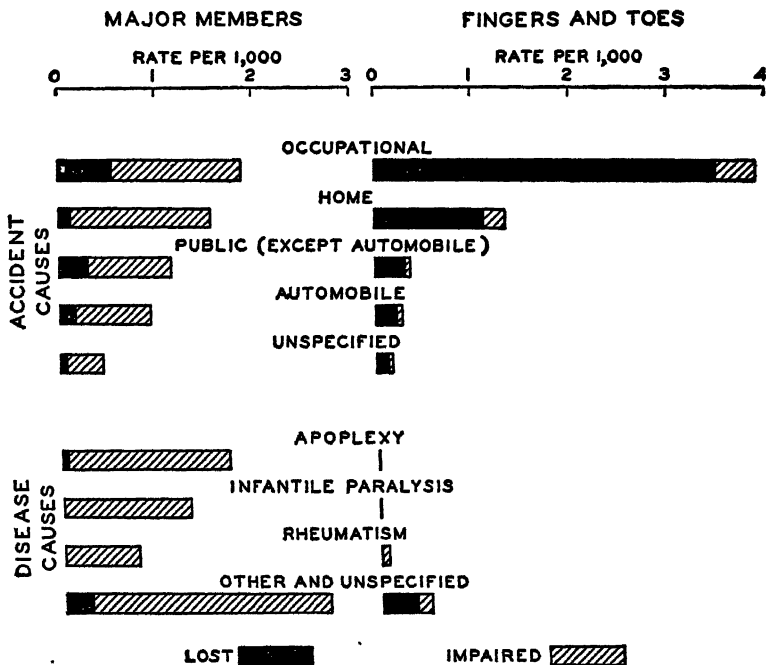 MAJOR MEMBERS
FINGERS AND TOES
RATE PER 1,000
RATE PER 1,000
0 1 2 3
0 1 2 3 4
ACCIDENT CAUSES
OCCUPATIONAL
HOME
PUBLIC (EXCEPT AUTOMOBILE)
AUTOMOBILE
UNSPECIFIED
DISEASE CAUSES
APOPLEXY
INFANTILE PARALYSIS
RHEUMATISM
OTHER AND UNSPECIFIED
LOST
IMPAIRED